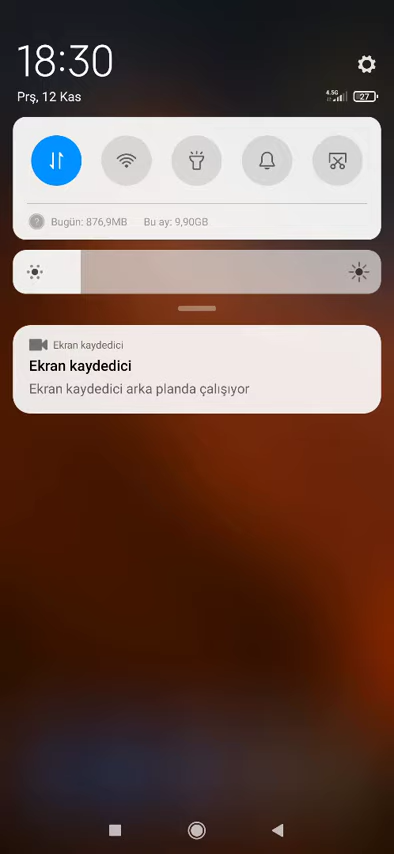 18:30
Prş, 12 Kas
4.5G
27
Bugün: 876,9MB Bu ay: 9,90GB
Ekran kaydedici
Ekran kaydedici
Ekran kaydedici arka planda çalışıyor